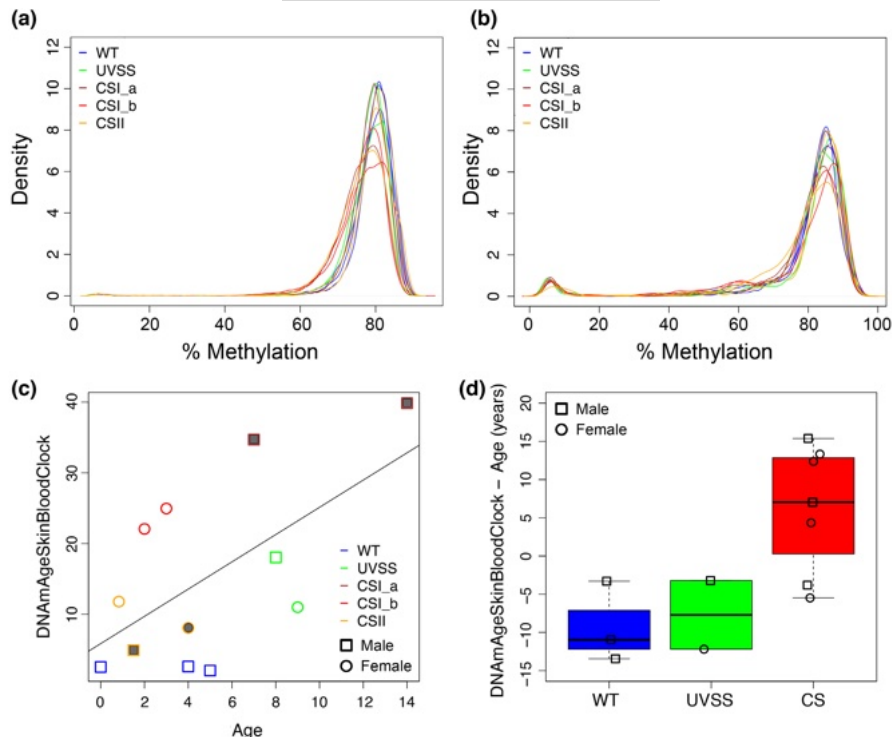 (a)
12
10
8
6
4
2
0
Density
WT
UVSS
CSI_a
CSI_b
CSII
0 20 40 60 80
% Methylation
(b)
12
10
8
6
4
2
0
Density
WT
UVSS
CSI_a
CSI_b
CSII
0 20 40 60 80 100
% Methylation
(c)
40
30
20
10
DNAmAgeSkinBloodClock
WT
UVSS
CSI_a
CSI_b
CSII
Male
Female
0 2 4 6 8 10 12 14
Age
(d)
20
15
10
5
0
−5
−10
−15
DNAmAgeSkinBloodClock − Age (years)
Male
Female
WT UVSS CS